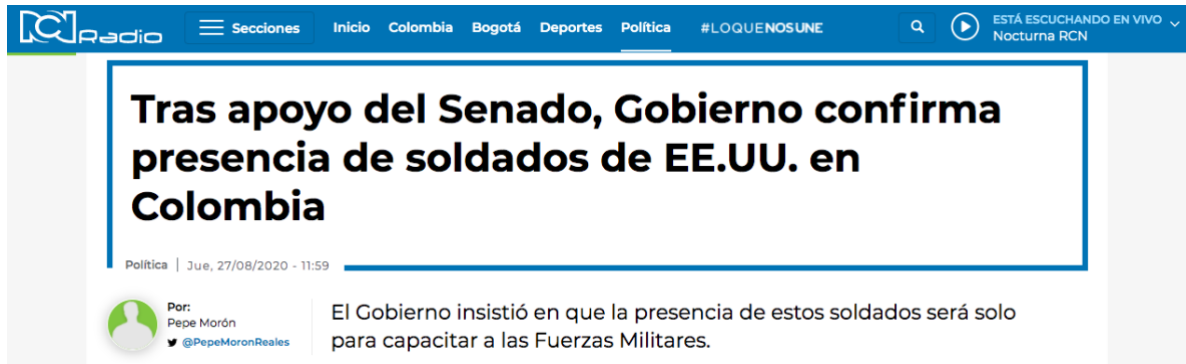 RCN Radio
Secciones
Inicio Colombia Bogotá Deportes Política #LOQUENOSUNE
ESTÁ ESCUCHANDO EN VIVO
Nocturna RCN
Tras apoyo del Senado, Gobierno confirma
presencia de soldados de EE.UU. en
Colombia
Política | Jue, 27/08/2020 - 11:59
Por:
Pepe Morón
@PepeMoronReales
El Gobierno insistió en que la presencia de estos soldados será solo
para capacitar a las Fuerzas Militares.